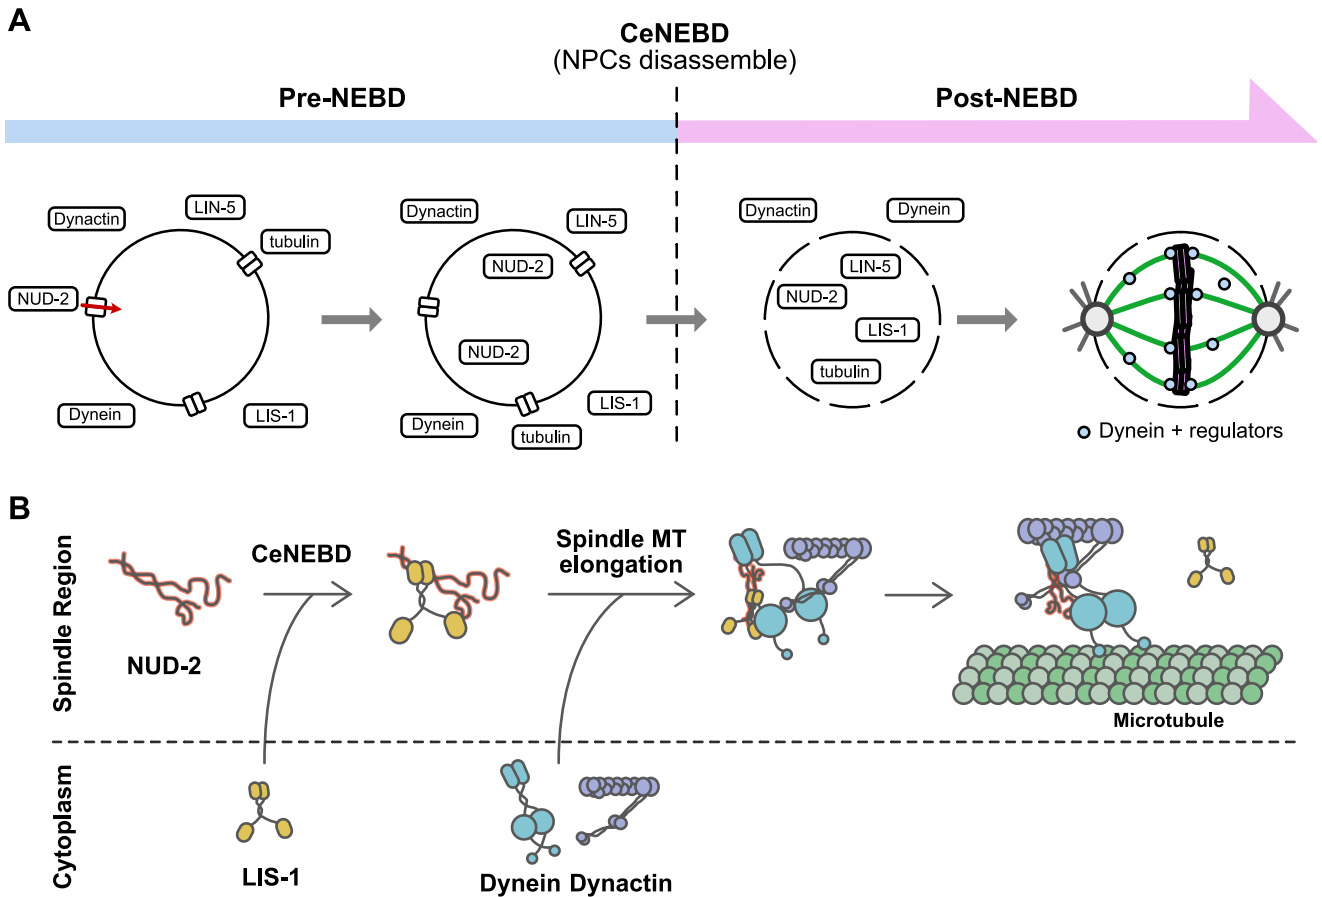 A
CeNEBD
(NPCs disassemble)
Pre-NEBD
Post-NEBD
Dynactin
LIN-5
tubulin
NUD-2
Dynein
LIS-1
Dynactin
LIN-5
NUD-2
NUD-2
LIS-1
Dynein
tubulin
Dynactin
Dynein
LIN-5
NUD-2
LIS-1
tubulin
Dynein + regulators
B
Spindle Region
CeNEBD
Spindle MT
elongation
NUD-2
Microtubule
Cytoplasm
LIS-1
Dynein Dynactin